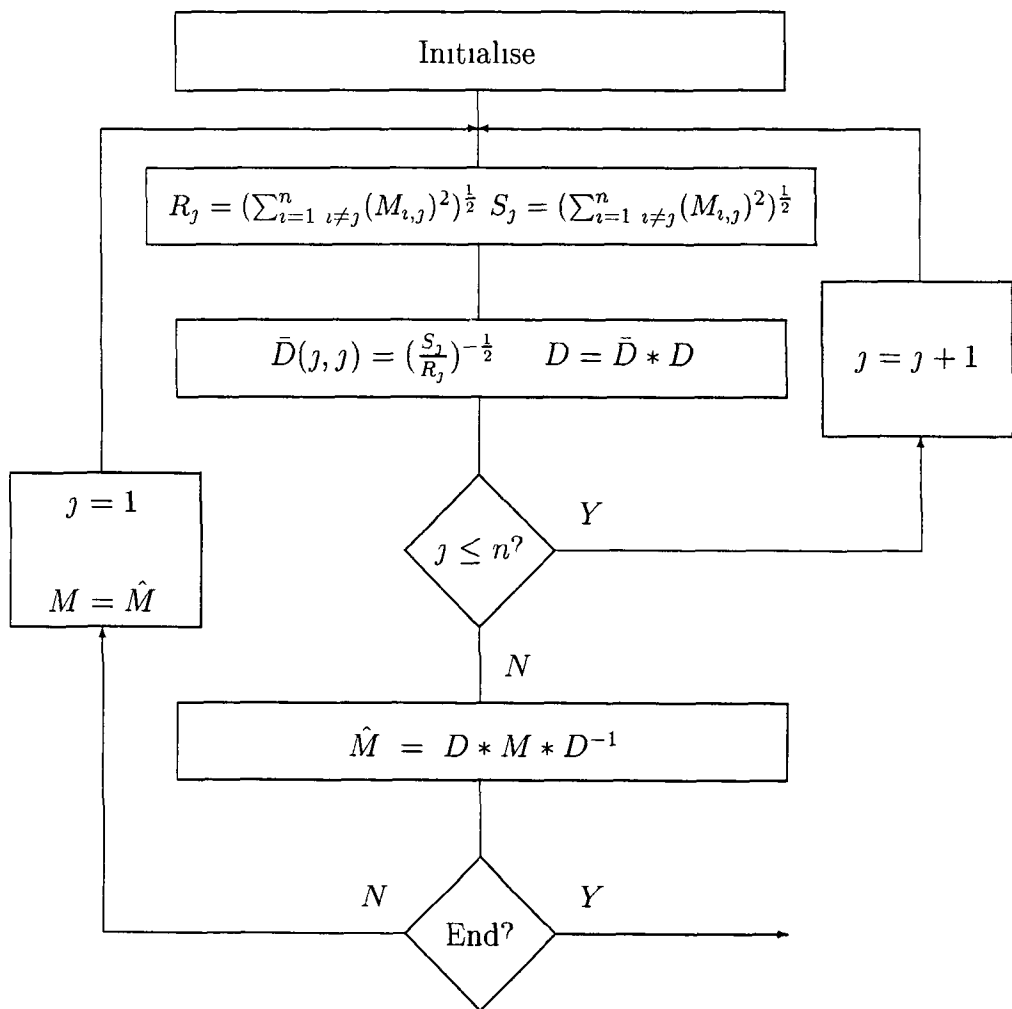 Initialise
R_j = (∑_{i=1 i≠j}^n (M_{i,j})^2)^{1/2} S_j = (∑_{i=1 i≠j}^n (M_{i,j})^2)^{1/2}
D̄(j, j) = (S_j/R_j)^{-1/2} D = D̄ * D
j = j + 1
j ≤ n?
Y
j = 1
M = M̂
N
M̂ = D * M * D^{-1}
N
Y
End?